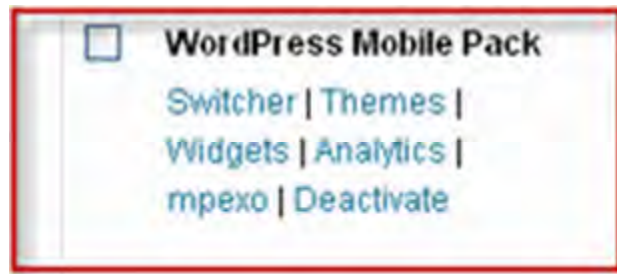 WordPress Mobile Pack
Switcher | Themes |
Widgets | Analytics |
mpexo | Deactivate